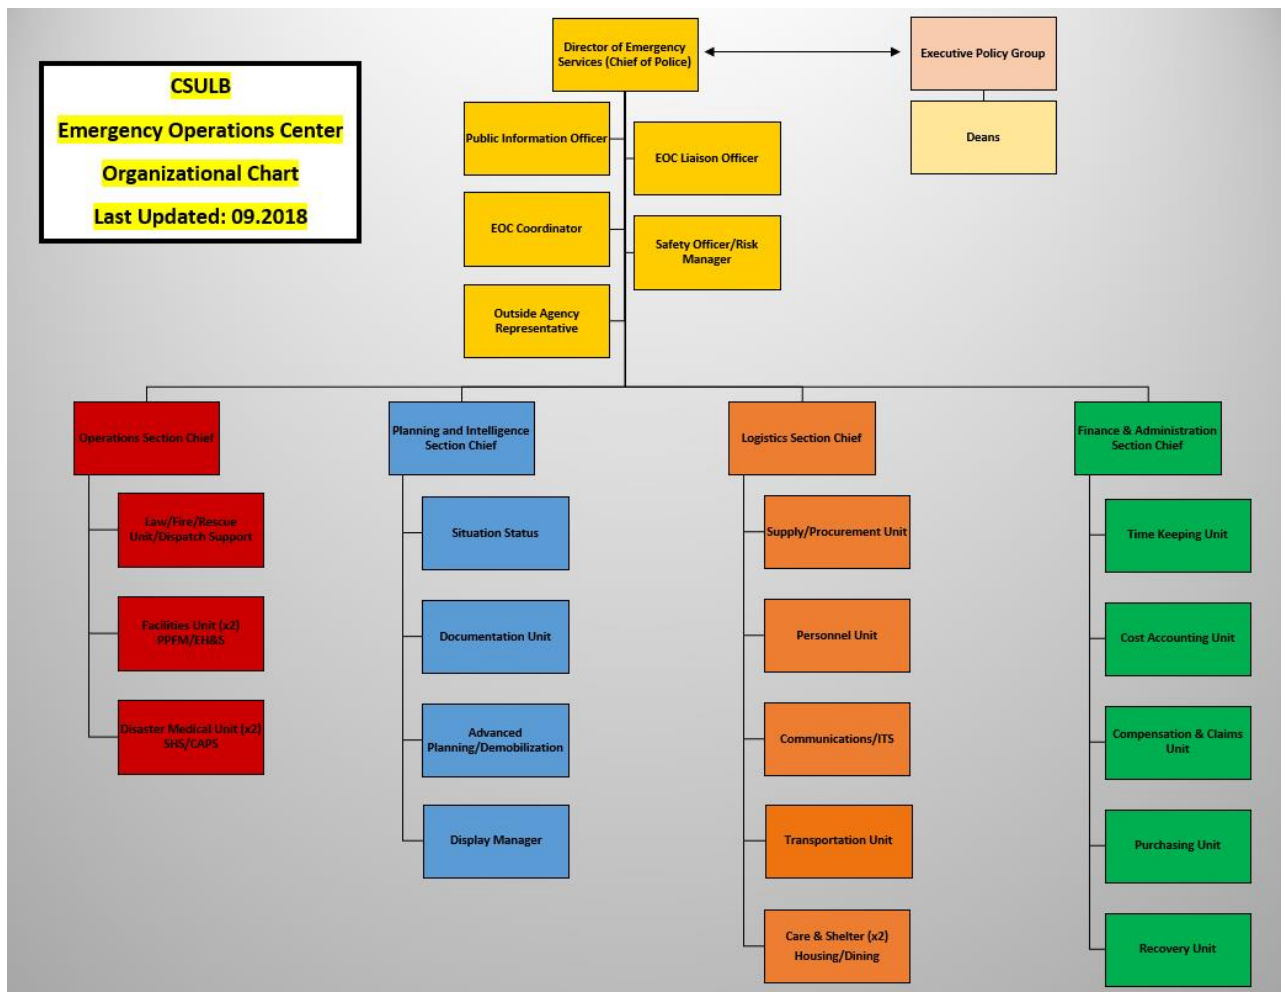 CSULB
Emergency Operations Center
Organizational Chart
Last Updated: 09.2018
Director of Emergency
Services (Chief of Police)
Executive Policy Group
Deans
Public Information Officer
EOC Liaison Officer
EOC Coordinator
Safety Officer/Risk
Manager
Outside Agency
Representative
Operations Section Chief
Law/Fire/Rescue
Unit/Dispatch Support
Facilities Unit (x2)
PPFM/EH&S
Disaster Medical Unit (x2)
SHS/CAPS
Planning and Intelligence
Section Chief
Situation Status
Documentation Unit
Advanced
Planning/Demobilization
Display Manager
Logistics Section Chief
Supply/Procurement Unit
Personnel Unit
Communications/ITS
Transportation Unit
Care & Shelter (x2)
Housing/Dining
Finance & Administration
Section Chief
Time Keeping Unit
Cost Accounting Unit
Compensation & Claims
Unit
Purchasing Unit
Recovery Unit